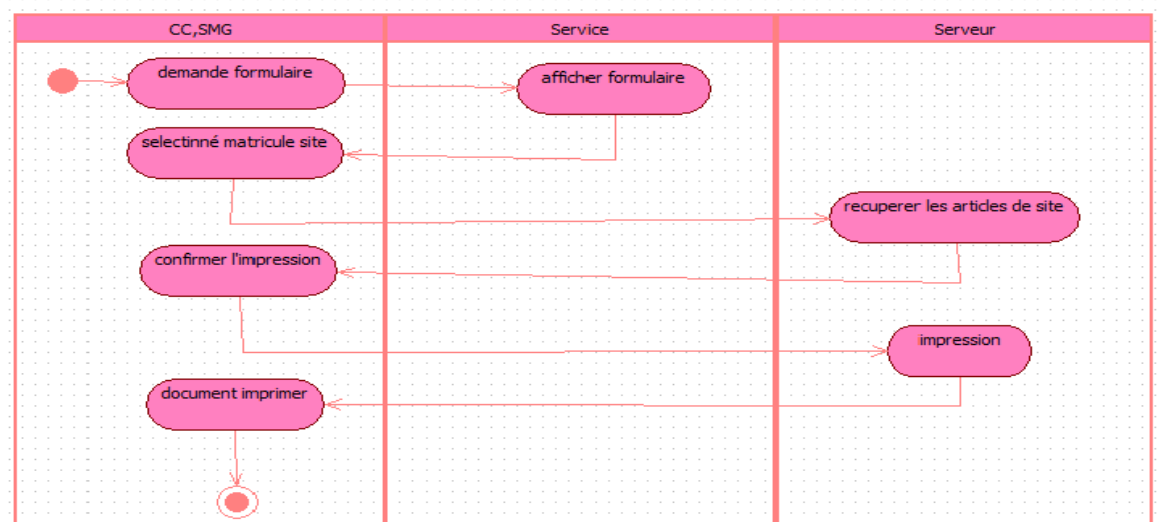 CC,SMG
Service
Serveur
demande formulaire
afficher formulaire
selectinné matricule site
recuperer les articles de site
confirmer l'impression
impression
document imprimer